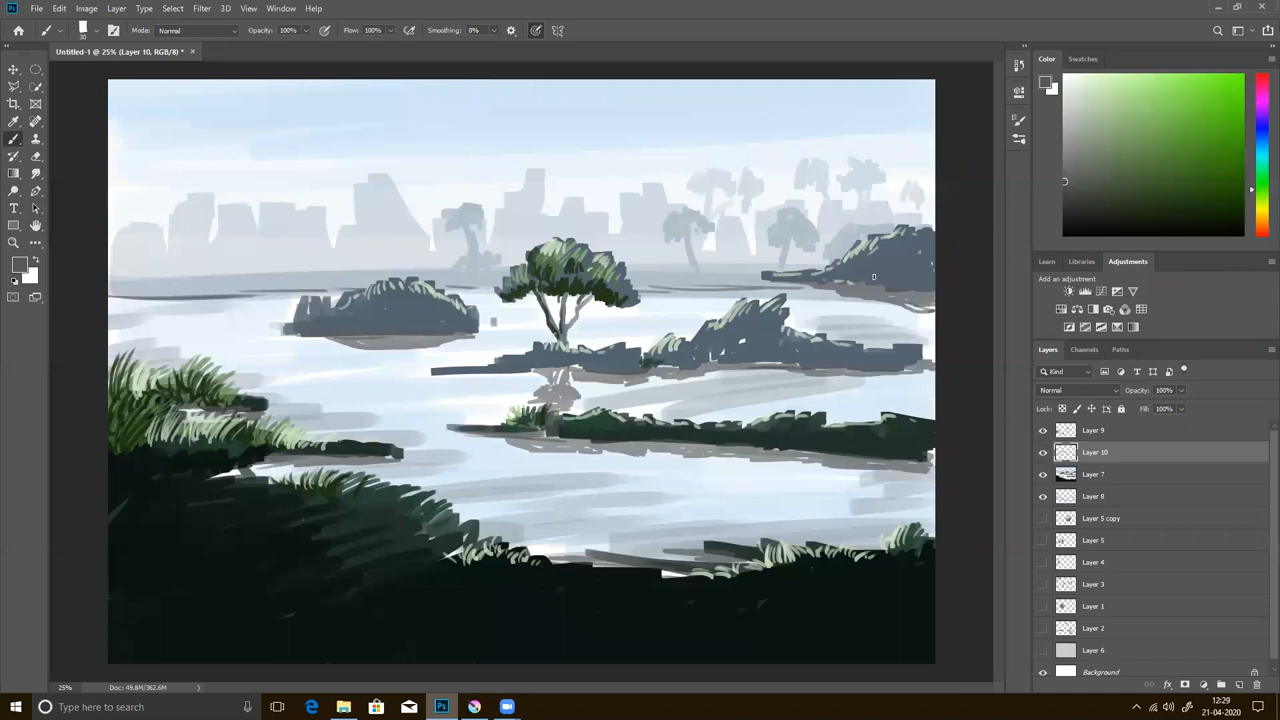 Ps File Edit Image Layer Type Select Filter 3D View Window Help
30 Mode: Normal Opacity: 100% Flow: 100% Smoothing: 0%
Untitled-1 @ 25% (Layer 10, RGB/8) * ×
Color Swatches
Learn Libraries Adjustments
Add an adjustment
Layers Channels Paths
Kind
Normal Opacity: 100%
Lock: Fill: 100%
Layer 9
Layer 10
Layer 7
Layer 8
Layer 5 copy
Layer 5
Layer 4
Layer 3
Layer 1
Layer 2
Layer 6
Background
25% Doc: 49.8M/362.6M
Type here to search
Ps
12:29
21-04-2020